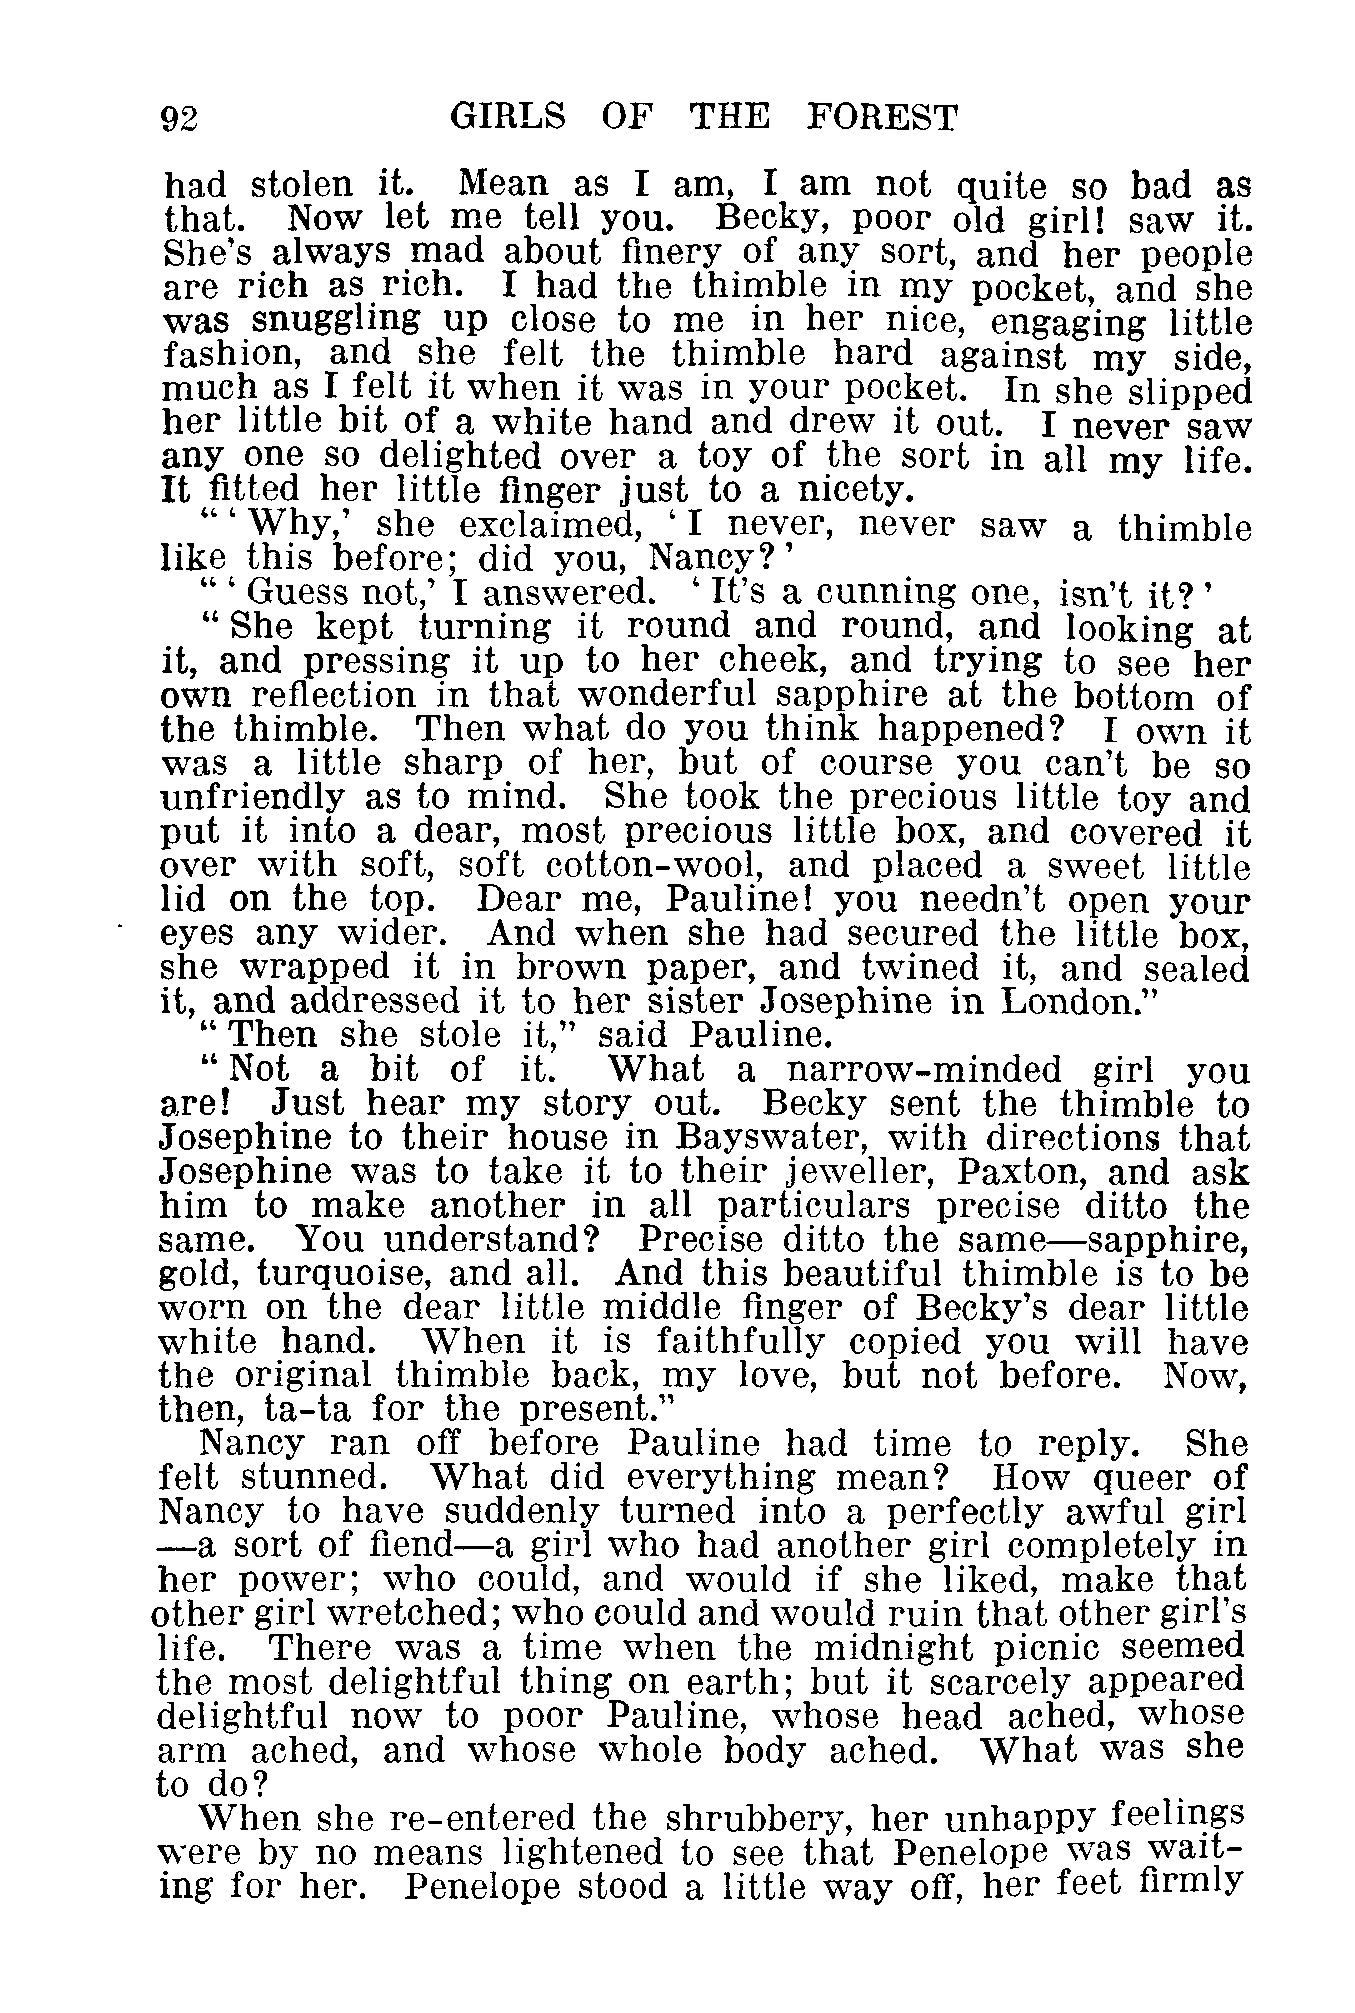 92 GIRLS OF THE FOREST
had stolen it. Mean as I am, I am not quite so bad as
that. Now let me tell you. Becky, poor old girl! saw it.
She's always mad about finery of any sort, and her people
are rich as rich. I had the thimble in my pocket, and she
was snuggling up close to me in her nice, engaging little
fashion, and she felt the thimble hard against my side,
much as I felt it when it was in your pocket. In she slipped
her little bit of a white hand and drew it out. I never saw
any one so delighted over a toy of the sort in all my life.
It fitted her little finger just to a nicety.
"'Why,' she exclaimed, 'I never, never saw a thimble
like this before; did you, Nancy?'
"'Guess not,' I answered. 'It's a cunning one, isn't it?'
"She kept turning it round and round, and looking at
it, and pressing it up to her cheek, and trying to see her
own reflection in that wonderful sapphire at the bottom of
the thimble. Then what do you think happened? I own it
was a little sharp of her, but of course you can't be so
unfriendly as to mind. She took the precious little toy and
put it into a dear, most precious little box, and covered it
over with soft, soft cotton-wool, and placed a sweet little
lid on the top. Dear me, Pauline! you needn't open your
eyes any wider. And when she had secured the little box,
she wrapped it in brown paper, and twined it, and sealed
it, and addressed it to her sister Josephine in London."
"Then she stole it," said Pauline.
"Not a bit of it. What a narrow-minded girl you
are! Just hear my story out. Becky sent the thimble to
Josephine to their house in Bayswater, with directions that
Josephine was to take it to their jeweller, Paxton, and ask
him to make another in all particulars precise ditto the
same. You understand? Precise ditto the same—sapphire,
gold, turquoise, and all. And this beautiful thimble is to be
worn on the dear little middle finger of Becky's dear little
white hand. When it is faithfully copied you will have
the original thimble back, my love, but not before. Now,
then, ta-ta for the present."
Nancy ran off before Pauline had time to reply. She
felt stunned. What did everything mean? How queer of
Nancy to have suddenly turned into a perfectly awful girl
—a sort of fiend—a girl who had another girl completely in
her power; who could, and would if she liked, make that
other girl wretched; who could and would ruin that other girl's
life. There was a time when the midnight picnic seemed
the most delightful thing on earth; but it scarcely appeared
delightful now to poor Pauline, whose head ached, whose
arm ached, and whose whole body ached. What was she
to do?
When she re-entered the shrubbery, her unhappy feelings
were by no means lightened to see that Penelope was wait-
ing for her. Penelope stood a little way off, her feet firmly